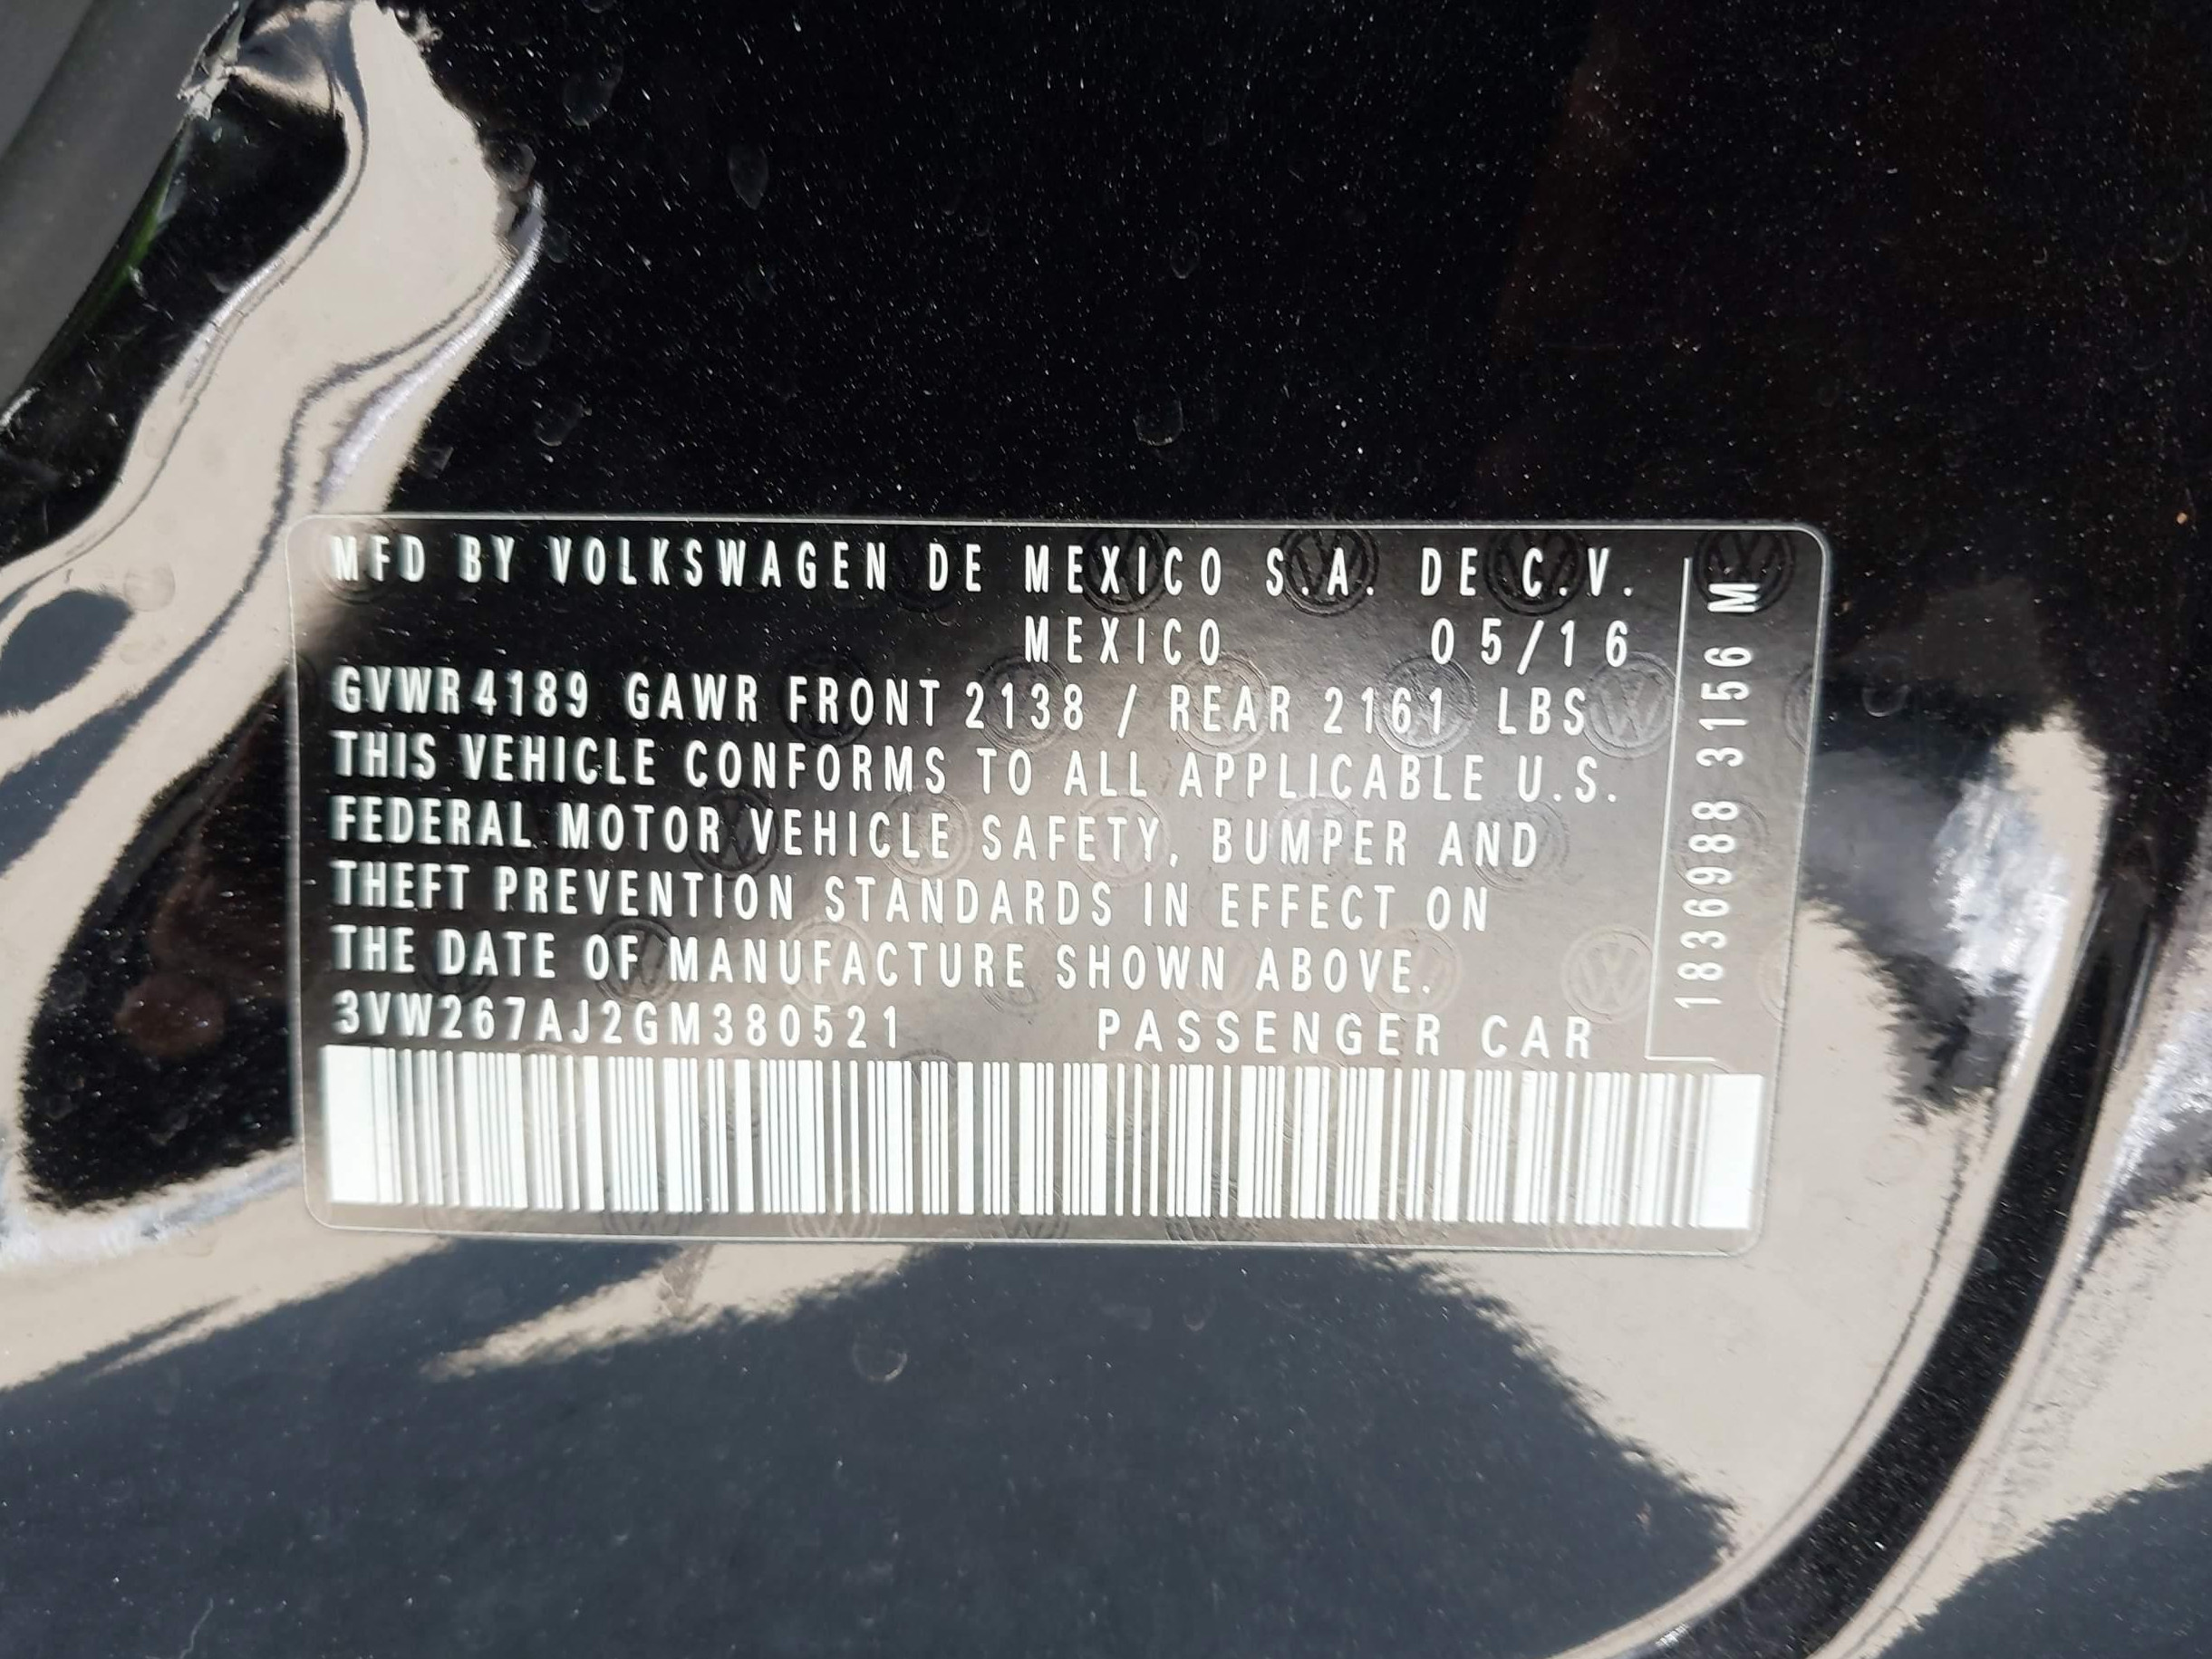 MFD BY VOLKSWAGEN DE MEXICO S.A. DE C.V.
MEXICO 05/16
GVWR 4189 GAWR FRONT 2138 / REAR 2161 LBS
THIS VEHICLE CONFORMS TO ALL APPLICABLE U.S.
FEDERAL MOTOR VEHICLE SAFETY, BUMPER AND
THEFT PREVENTION STANDARDS IN EFFECT ON
THE DATE OF MANUFACTURE SHOWN ABOVE.
3VW267AJ2GM380521 PASSENGER CAR
1836988 3156 M